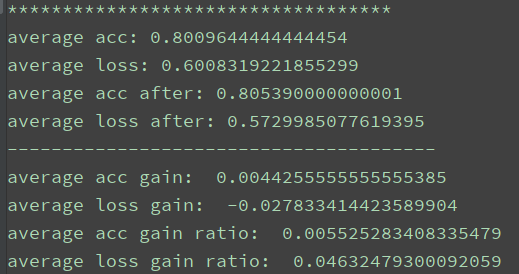 ***********************************
average acc: 0.8009644444444454
average loss: 0.6008319221855299
average acc after: 0.805390000000001
average loss after: 0.5729985077619395
---------------------------------------
average acc gain:  0.0044255555555555385
average loss gain:  -0.027833414423589904
average acc gain ratio:  0.005525283408335479
average loss gain ratio:  0.04632479300092059